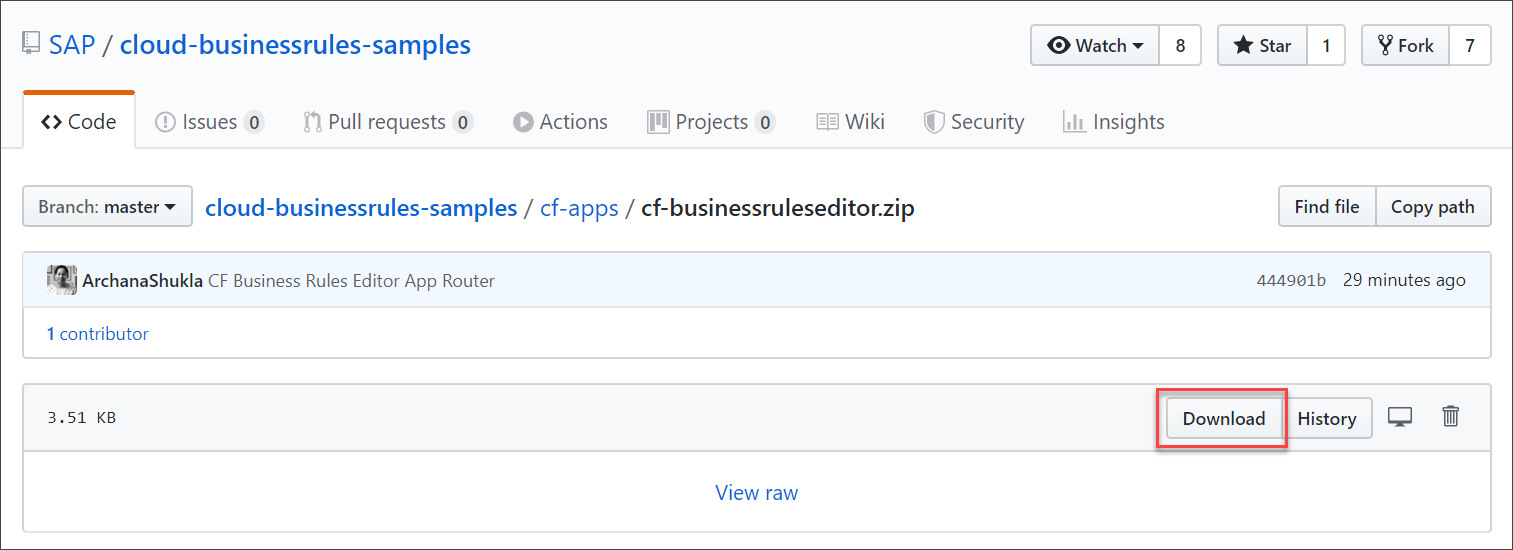 SAP / cloud-businessrules-samples Watch 8 Star 1 Fork 7
Code Issues 0 Pull requests 0 Actions Projects 0 Wiki Security Insights
Branch: master cloud-businessrules-samples / cf-apps / cf-businessruleseditor.zip Find file Copy path
ArchanaShukla CF Business Rules Editor App Router 444901b 29 minutes ago
1 contributor
3.51 KB Download History
View raw